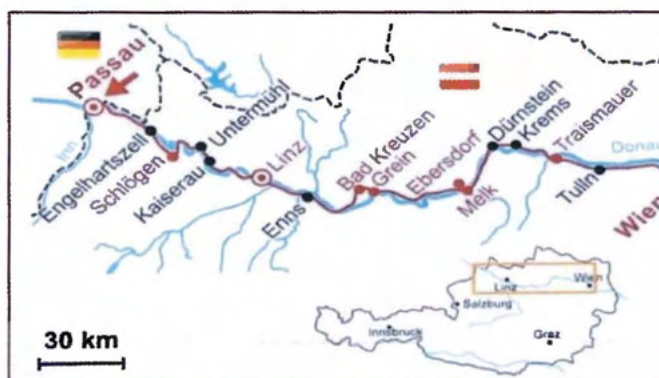 Passau
Inn
Engelhartszell
Schlögen
Kaiserau
Untermühl
Linz
Enns
Bad Kreuzen
Grein
Ebersdorf
Melk
Dürnstein
Krems
Traismauer
Tulln
Donau
Wien
30 km
Linz
Wien
Salzburg
Innsbruck
Graz